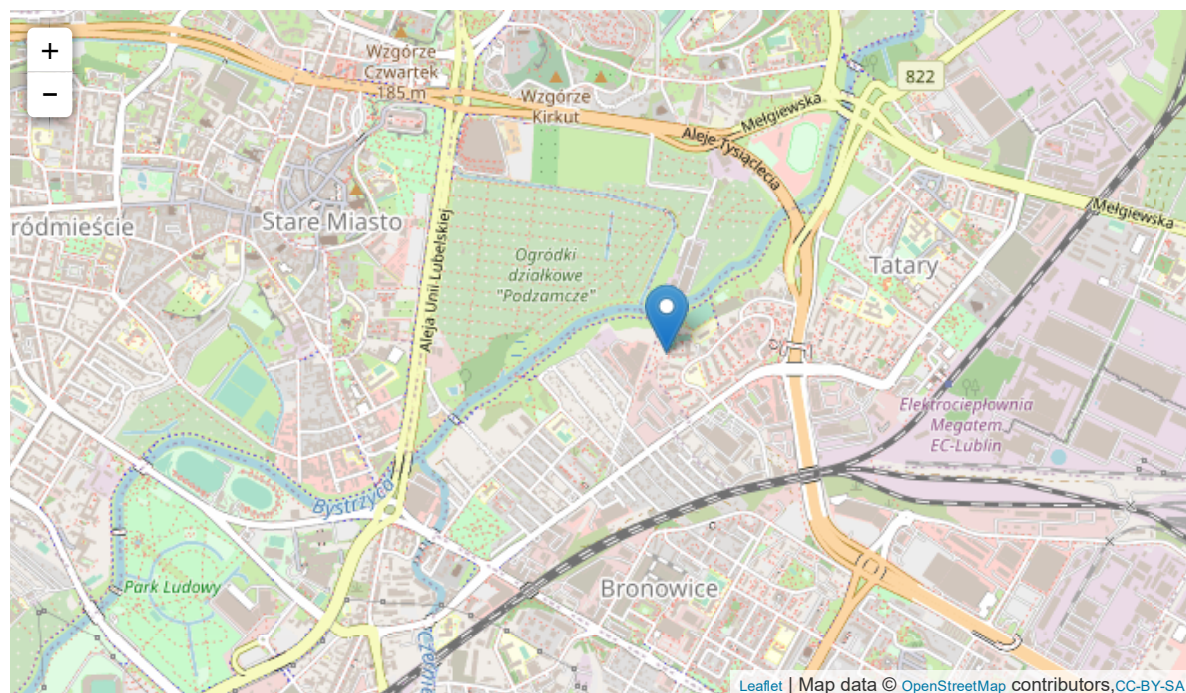 +
−
Wzgórze
Czwartek
185 m
Wzgórze
Kirkut
822
Mełgiewska
Aleje Tysiąclecia
Mełgiewska
ródmieście
Stare Miasto
Aleja Unii Lubelskiej
Ogródki
działkowe
"Podzamcze"
Tatary
Elektrociepłownia
Megatem
EC-Lublin
Bystrzyca
Park Ludowy
Bronowice
Leaflet | Map data © OpenStreetMap contributors,CC-BY-SA